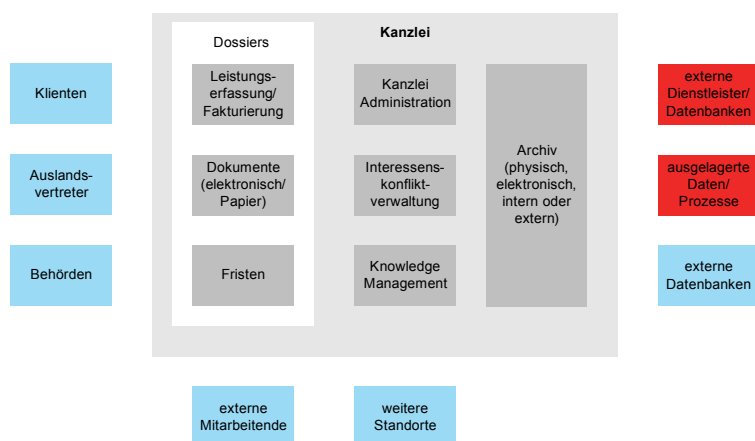 Kanzlei
Dossiers
Klienten
Auslands-
vertreter
Behörden
Leistungs-
erfassung/
Fakturierung
Dokumente
(elektronisch/
Papier)
Fristen
Kanzlei
Administration
Interessens-
konflikt-
verwaltung
Knowledge
Management
Archiv
(physisch,
elektronisch,
intern oder
extern)
externe
Dienstleister/
Datenbanken
ausgelagerte
Daten/
Prozesse
externe
Datenbanken
externe
Mitarbeitende
weitere
Standorte